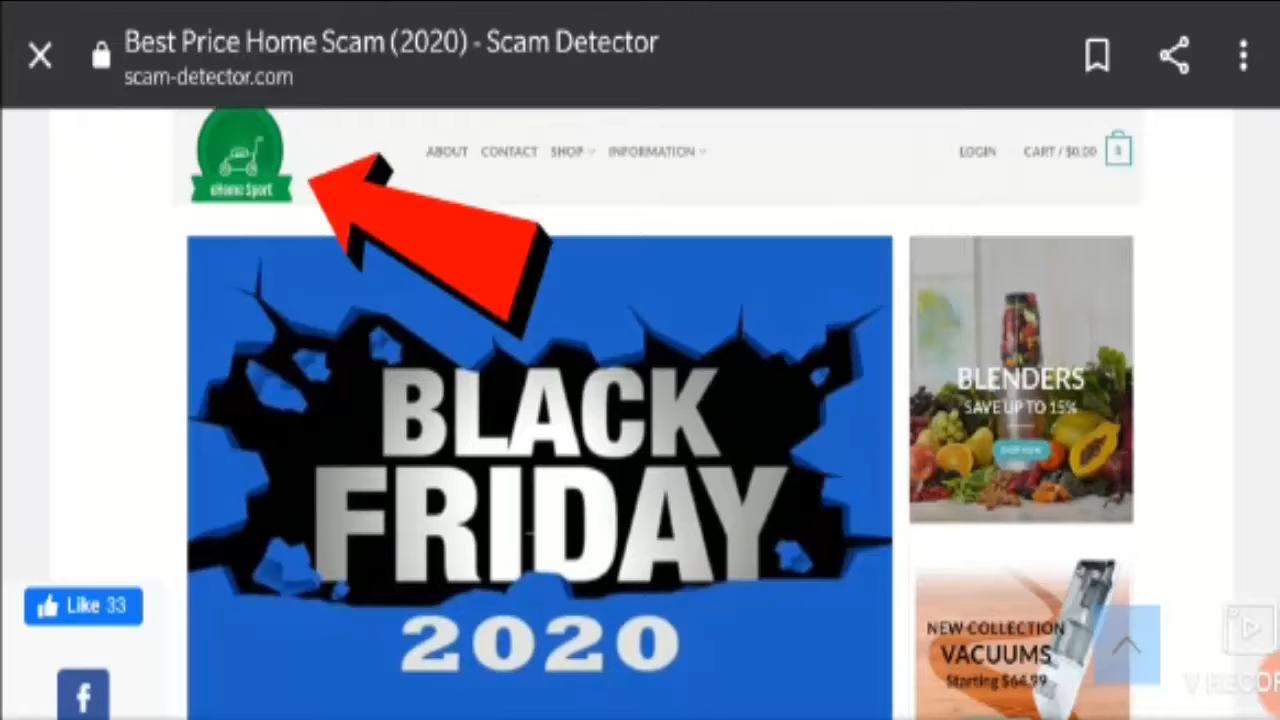 Best Price Home Scam (2020) - Scam Detector
scam-detector.com
eHome Sport
ABOUT CONTACT SHOP INFORMATION
LOGIN CART / $0.00 0
BLACK
FRIDAY
2020
BLENDERS
SAVE UP TO 15%
SHOP NOW
NEW COLLECTION
VACUUMS
Starting $64.99
Like 33
f
V RECOR